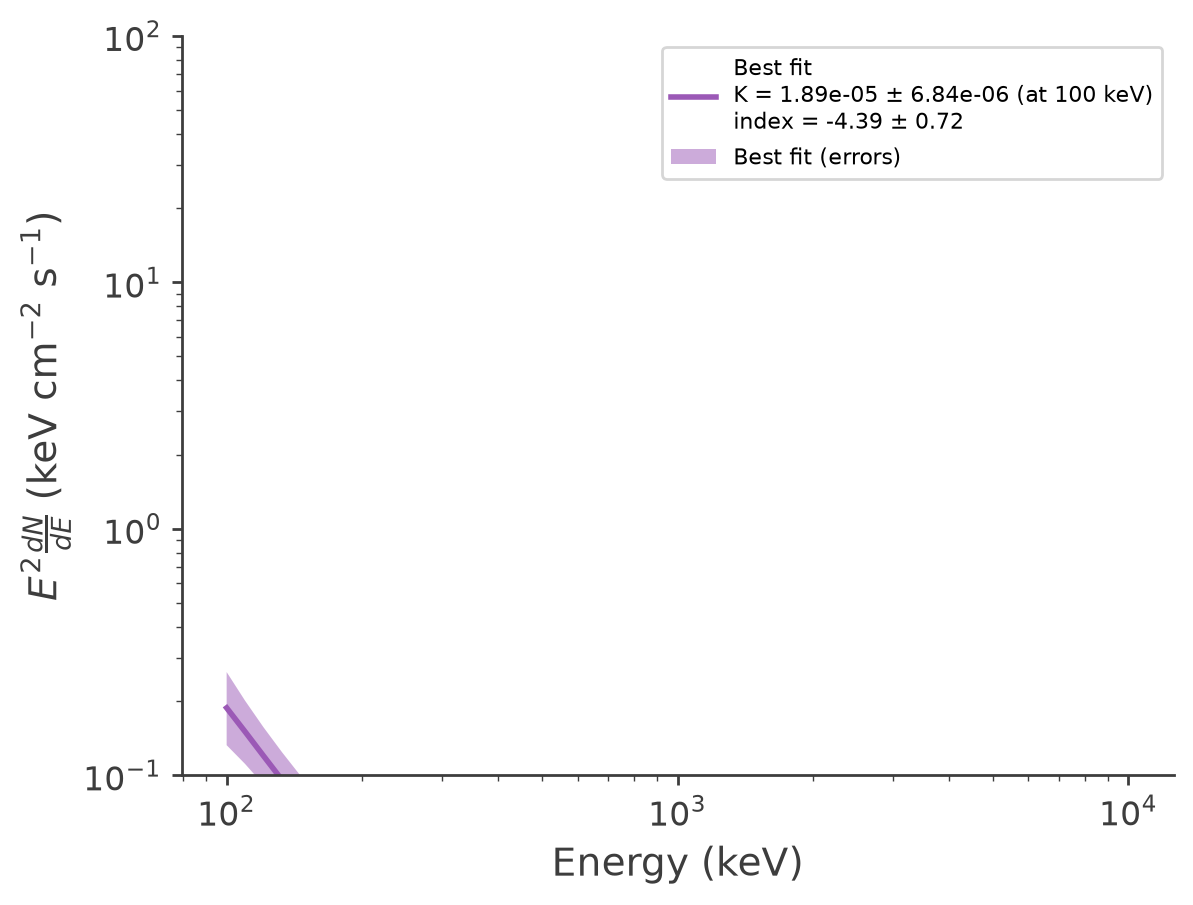 10²
10¹
10⁰
10⁻¹
E² dN/dE (keV cm⁻² s⁻¹)
Best fit
K = 1.89e-05 ± 6.84e-06 (at 100 keV)
index = -4.39 ± 0.72
Best fit (errors)
10² 10³ 10⁴
Energy (keV)